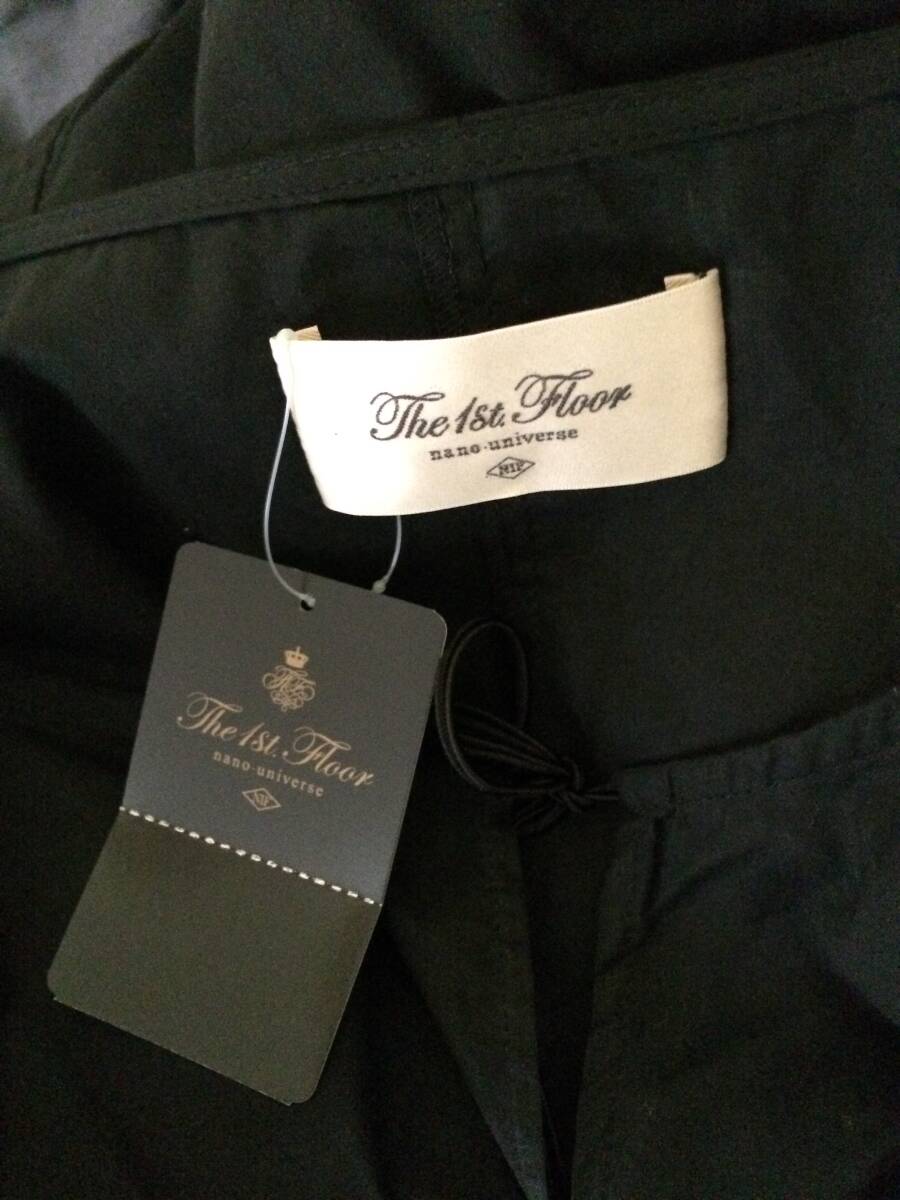 The 1st. Floor
nano·universe
The 1st. Floor
nano·universe